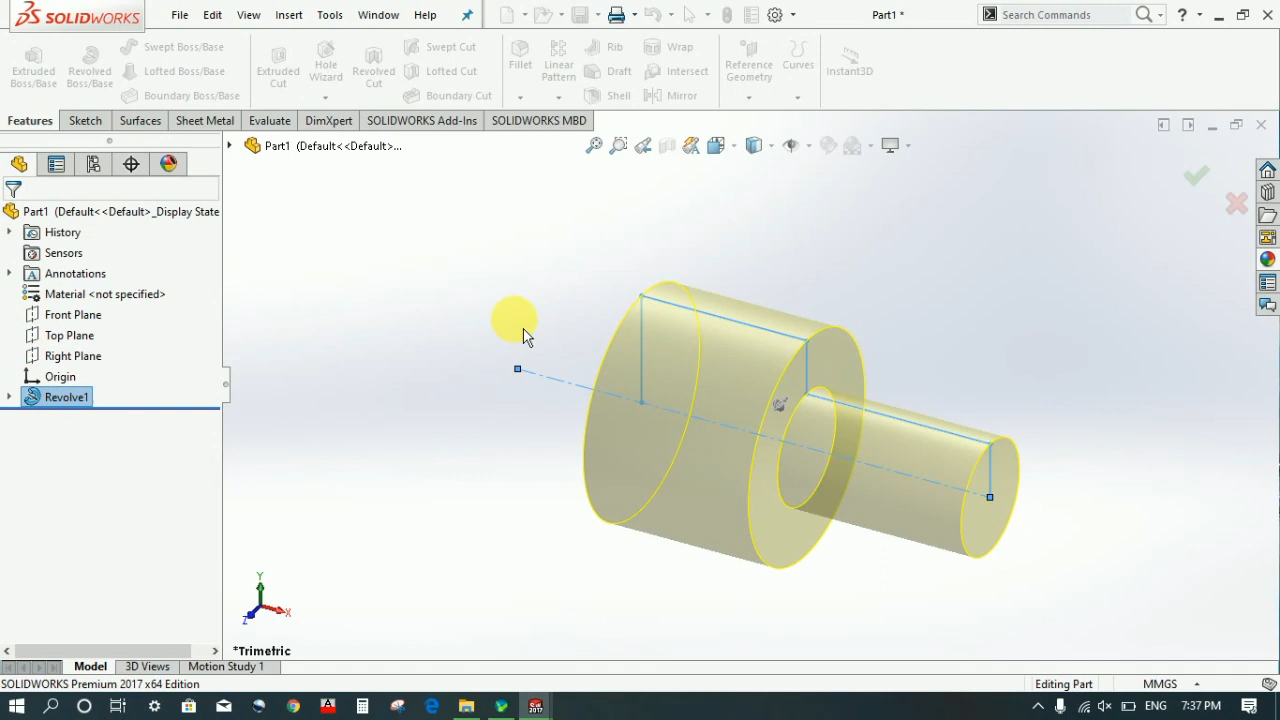 SOLIDWORKS File Edit View Insert Tools Window Help Part1 * Search Commands ?
Extruded Boss/Base
Revolved Boss/Base
Swept Boss/Base
Lofted Boss/Base
Boundary Boss/Base
Extruded Cut
Hole Wizard
Revolved Cut
Swept Cut
Lofted Cut
Boundary Cut
Fillet
Linear Pattern
Rib
Draft
Shell
Wrap
Intersect
Mirror
Reference Geometry
Curves
Instant3D
Features Sketch Surfaces Sheet Metal Evaluate DimXpert SOLIDWORKS Add-Ins SOLIDWORKS MBD
Part1 (Default<<Default>...
Part1 (Default<<Default>_Display State
History
Sensors
Annotations
Material <not specified>
Front Plane
Top Plane
Right Plane
Origin
Revolve1
Y
X
Z
*Trimetric
Model 3D Views Motion Study 1
SOLIDWORKS Premium 2017 x64 Edition Editing Part MMGS
ENG 7:37 PM